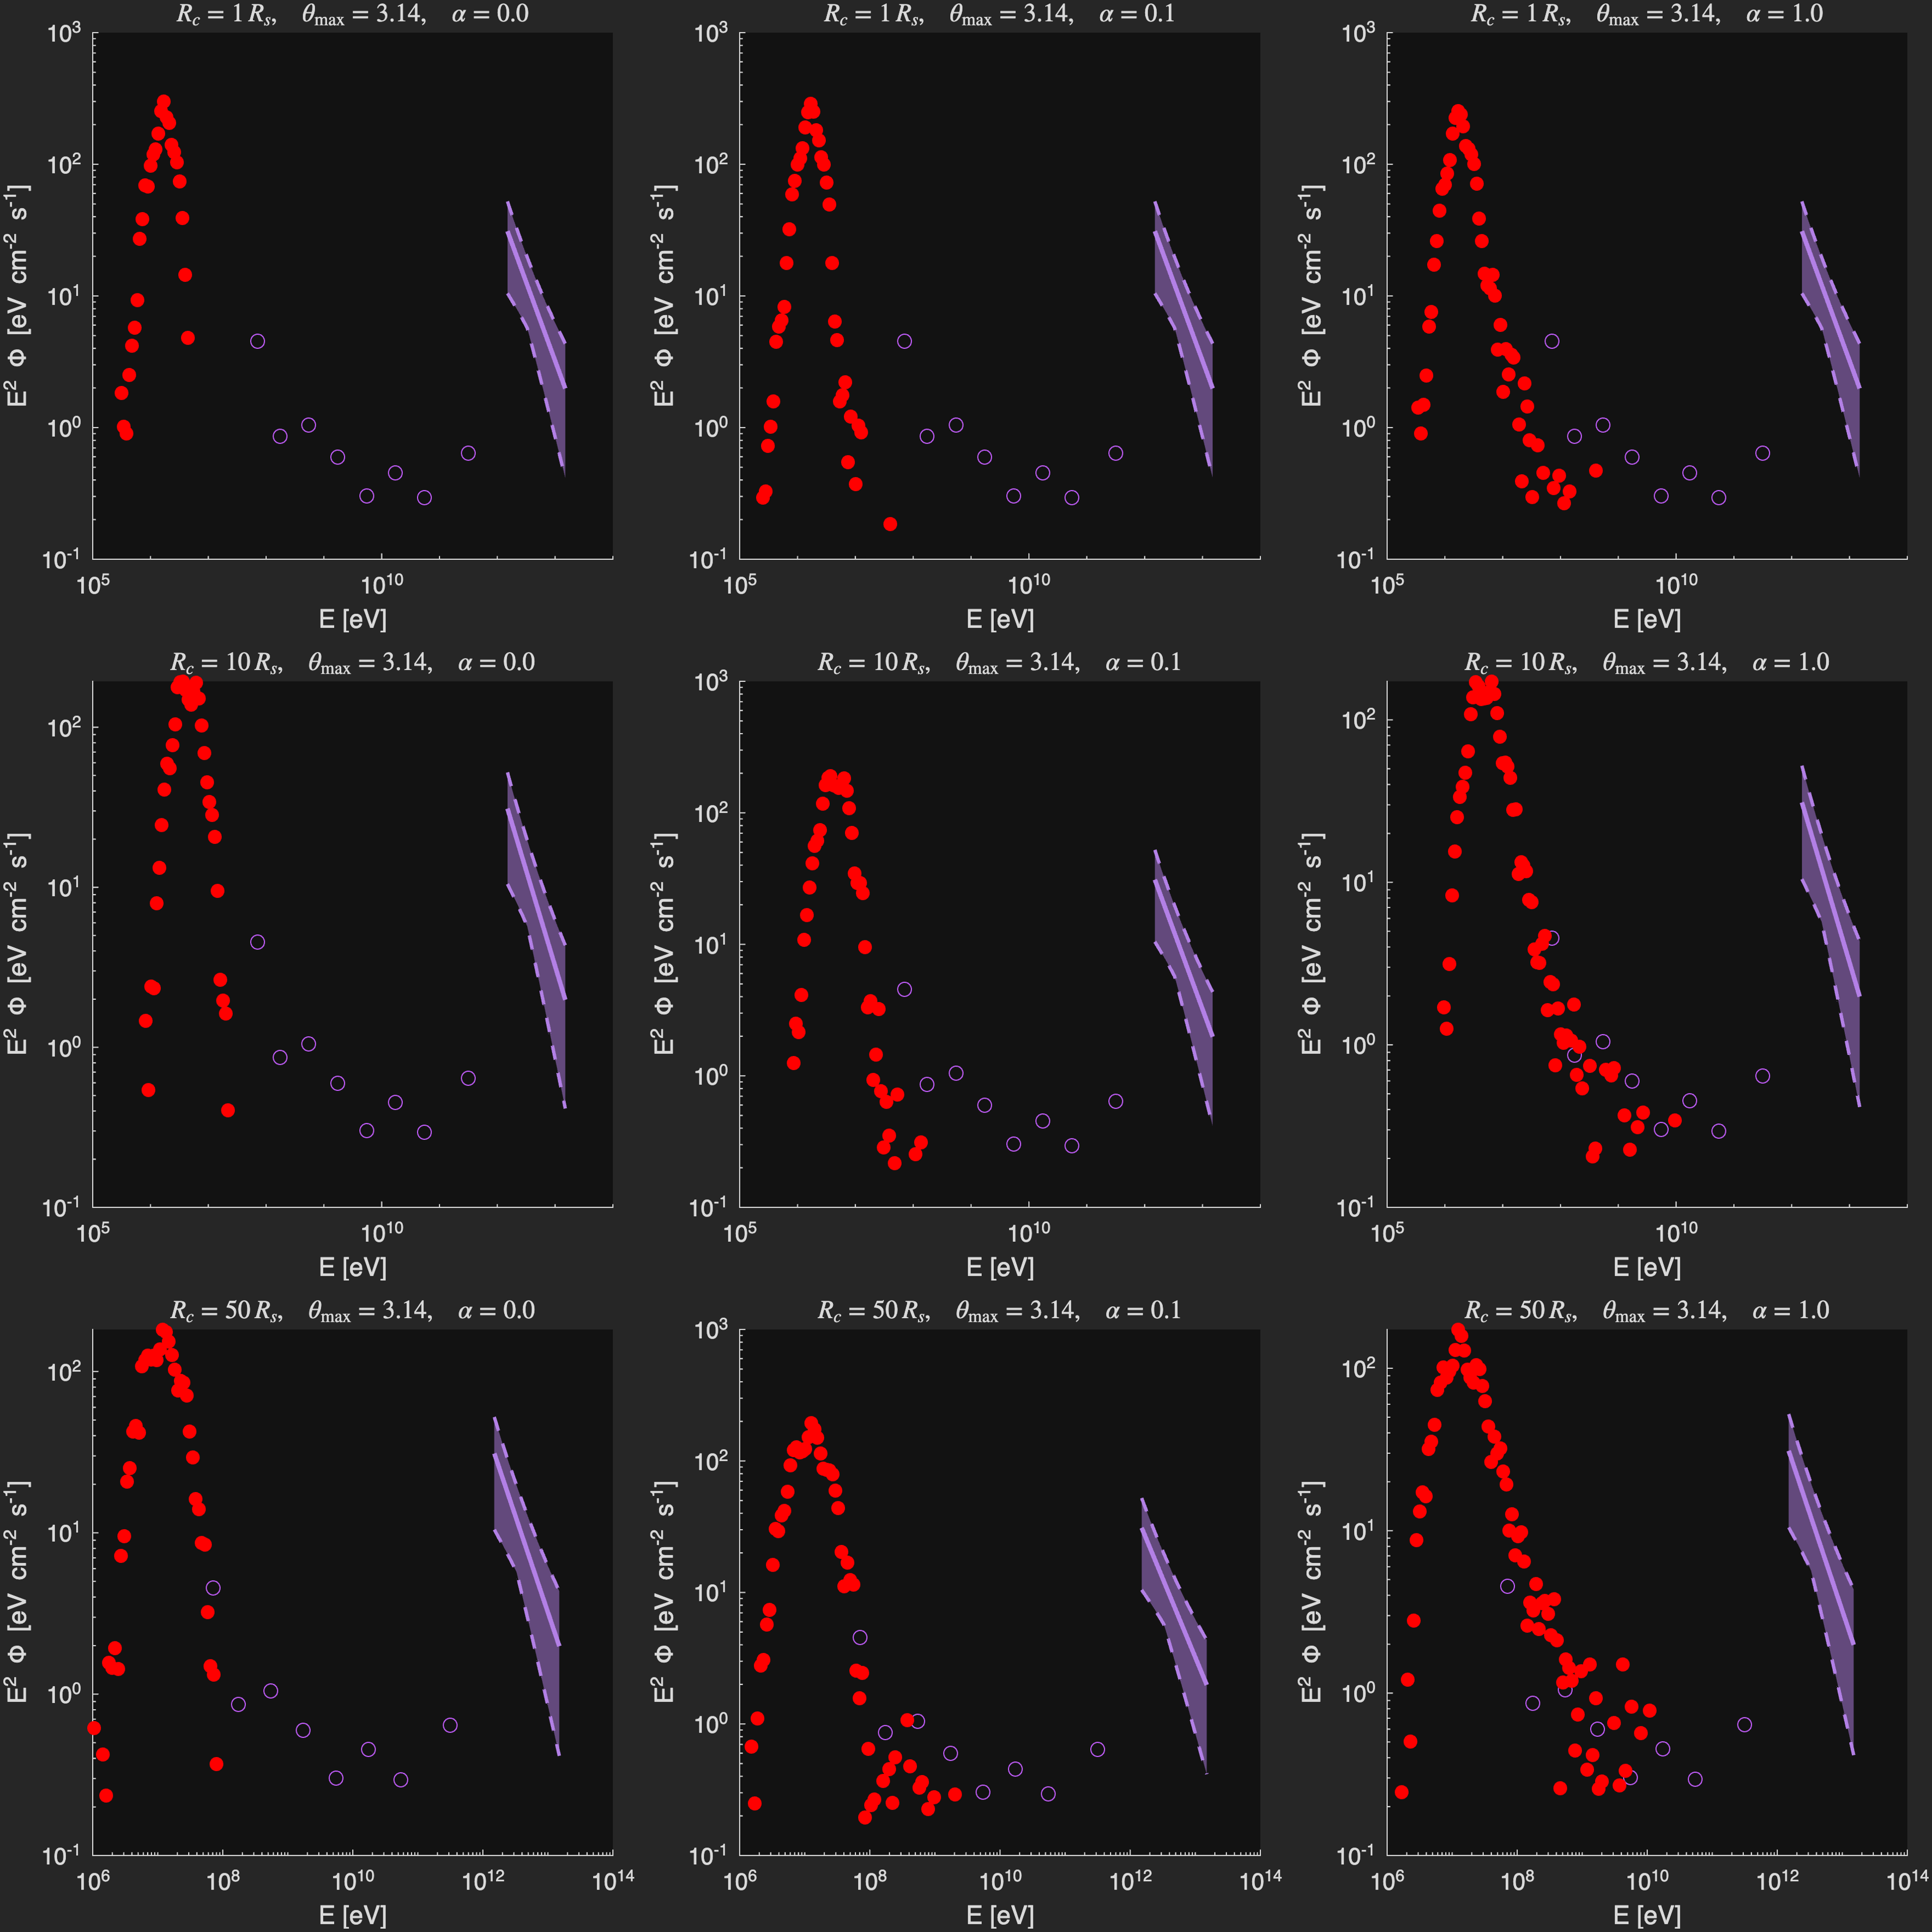 R_c = 1 R_s, θ_max = 3.14, α = 0.0
R_c = 1 R_s, θ_max = 3.14, α = 0.1
R_c = 1 R_s, θ_max = 3.14, α = 1.0
10^3
10^2
10^1
10^0
10^-1
E^2 Φ [eV cm^-2 s^-1]
10^5
10^10
E [eV]
10^3
10^2
10^1
10^0
10^-1
E^2 Φ [eV cm^-2 s^-1]
10^5
10^10
E [eV]
10^3
10^2
10^1
10^0
10^-1
E^2 Φ [eV cm^-2 s^-1]
10^5
10^10
E [eV]
R_c = 10 R_s, θ_max = 3.14, α = 0.0
R_c = 10 R_s, θ_max = 3.14, α = 0.1
R_c = 10 R_s, θ_max = 3.14, α = 1.0
10^2
10^1
10^0
10^-1
E^2 Φ [eV cm^-2 s^-1]
10^5
10^10
E [eV]
10^3
10^2
10^1
10^0
10^-1
E^2 Φ [eV cm^-2 s^-1]
10^5
10^10
E [eV]
10^2
10^1
10^0
10^-1
E^2 Φ [eV cm^-2 s^-1]
10^5
10^10
E [eV]
R_c = 50 R_s, θ_max = 3.14, α = 0.0
R_c = 50 R_s, θ_max = 3.14, α = 0.1
R_c = 50 R_s, θ_max = 3.14, α = 1.0
10^2
10^1
10^0
10^-1
E^2 Φ [eV cm^-2 s^-1]
10^6
10^8
10^10
10^12
10^14
E [eV]
10^3
10^2
10^1
10^0
10^-1
E^2 Φ [eV cm^-2 s^-1]
10^6
10^8
10^10
10^12
10^14
E [eV]
10^2
10^1
10^0
10^-1
E^2 Φ [eV cm^-2 s^-1]
10^6
10^8
10^10
10^12
10^14
E [eV]